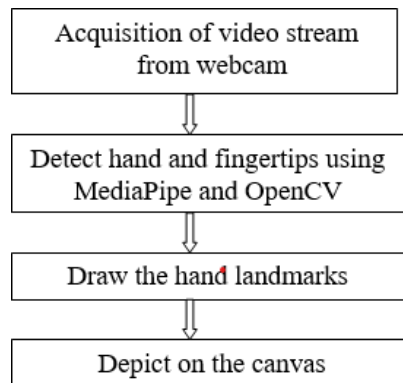 Acquisition of video stream
from webcam
Detect hand and fingertips using
MediaPipe and OpenCV
Draw the hand landmarks
Depict on the canvas